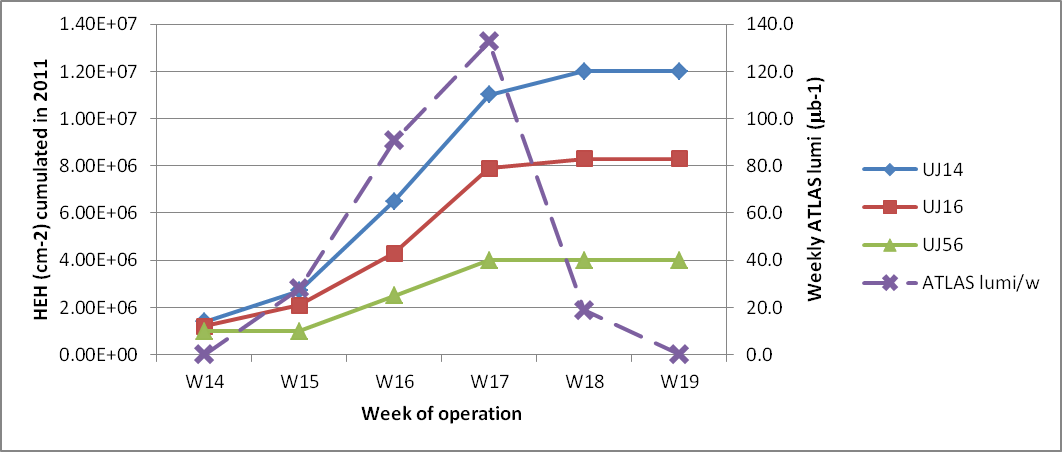 HEH (cm-2) cumulated in 2011
1.40E+07
1.20E+07
1.00E+07
8.00E+06
6.00E+06
4.00E+06
2.00E+06
0.00E+00
W14 W15 W16 W17 W18 W19
Week of operation
140.0
120.0
100.0
80.0
60.0
40.0
20.0
0.0
Weekly ATLAS lumi (μb-1)
UJ14
UJ16
UJ56
ATLAS lumi/w